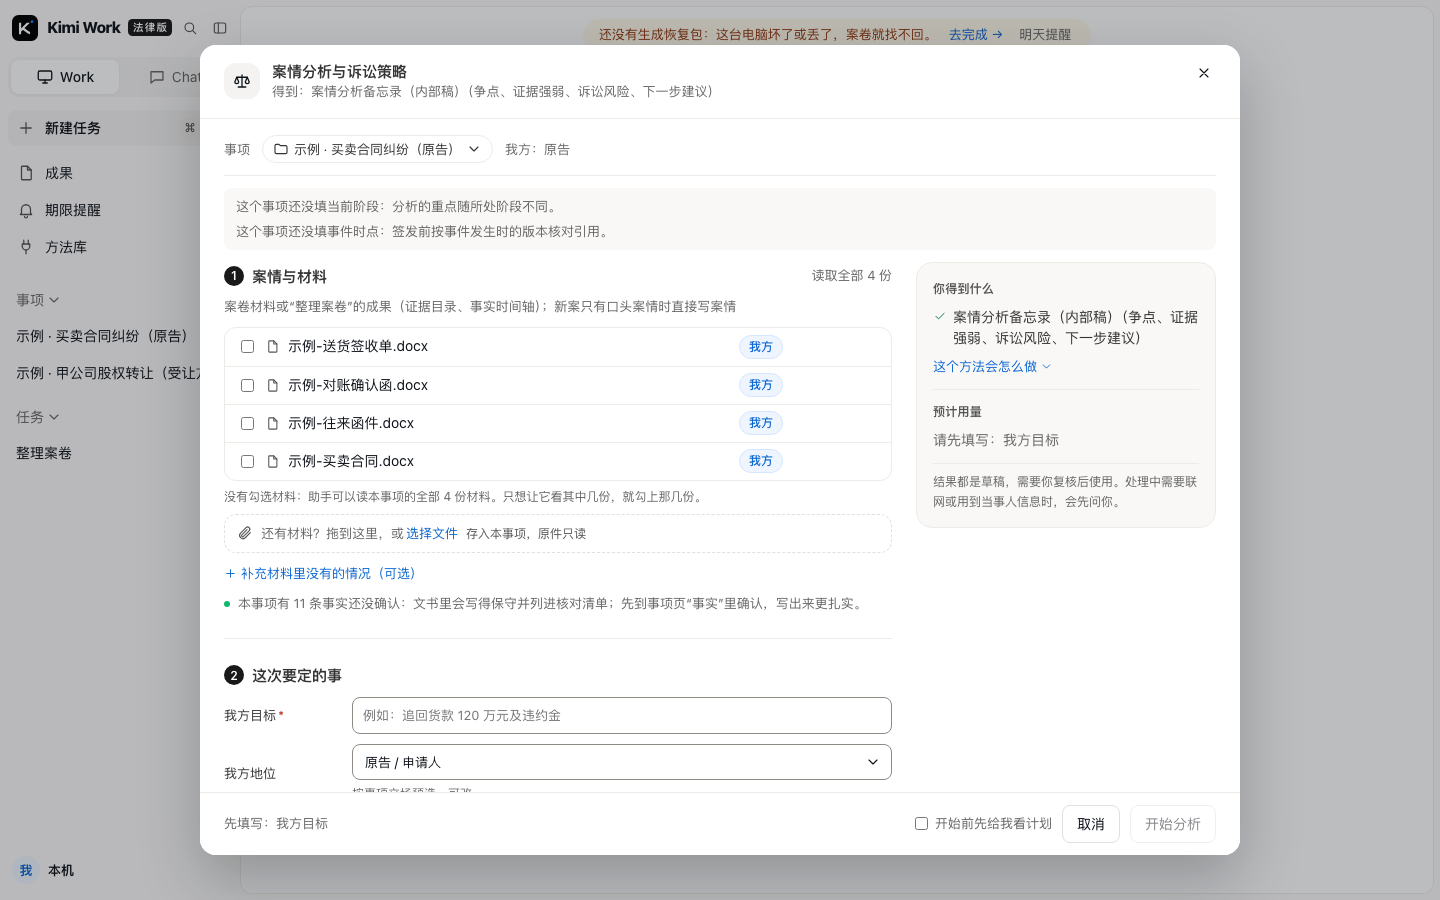 Kimi Work 法律版
还没有生成恢复包：这台电脑坏了或丢了，案卷就找不回。 去完成 → 明天提醒
Work
Chat
新建任务 ⌘
成果
期限提醒
方法库
事项
示例 · 买卖合同纠纷（原告）
示例 · 甲公司股权转让（受让方
任务
整理案卷
我 本机
案情分析与诉讼策略
得到：案情分析备忘录（内部稿）（争点、证据强弱、诉讼风险、下一步建议）
事项 示例 · 买卖合同纠纷（原告） 我方：原告
这个事项还没填当前阶段：分析的重点随所处阶段不同。
这个事项还没填事件时点：签发前按事件发生时的版本核对引用。
1 案情与材料 读取全部 4 份
案卷材料或“整理案卷”的成果（证据目录、事实时间轴）；新案只有口头案情时直接写案情
示例-送货签收单.docx 我方
示例-对账确认函.docx 我方
示例-往来函件.docx 我方
示例-买卖合同.docx 我方
没有勾选材料：助手可以读本事项的全部 4 份材料。只想让它看其中几份，就勾上那几份。
还有材料？拖到这里，或选择文件 存入本事项，原件只读
+ 补充材料里没有的情况（可选）
本事项有 11 条事实还没确认：文书里会写得保守并列进核对清单；先到事项页“事实”里确认，写出来更扎实。
2 这次要定的事
我方目标*
例如：追回货款 120 万元及违约金
我方地位
原告 / 申请人
按事项立场预选，可改
你得到什么
案情分析备忘录（内部稿）（争点、证据
强弱、诉讼风险、下一步建议）
这个方法会怎么做
预计用量
请先填写：我方目标
结果都是草稿，需要你复核后使用。处理中需要联
网或用到当事人信息时，会先问你。
先填写：我方目标
开始前先给我看计划 取消 开始分析